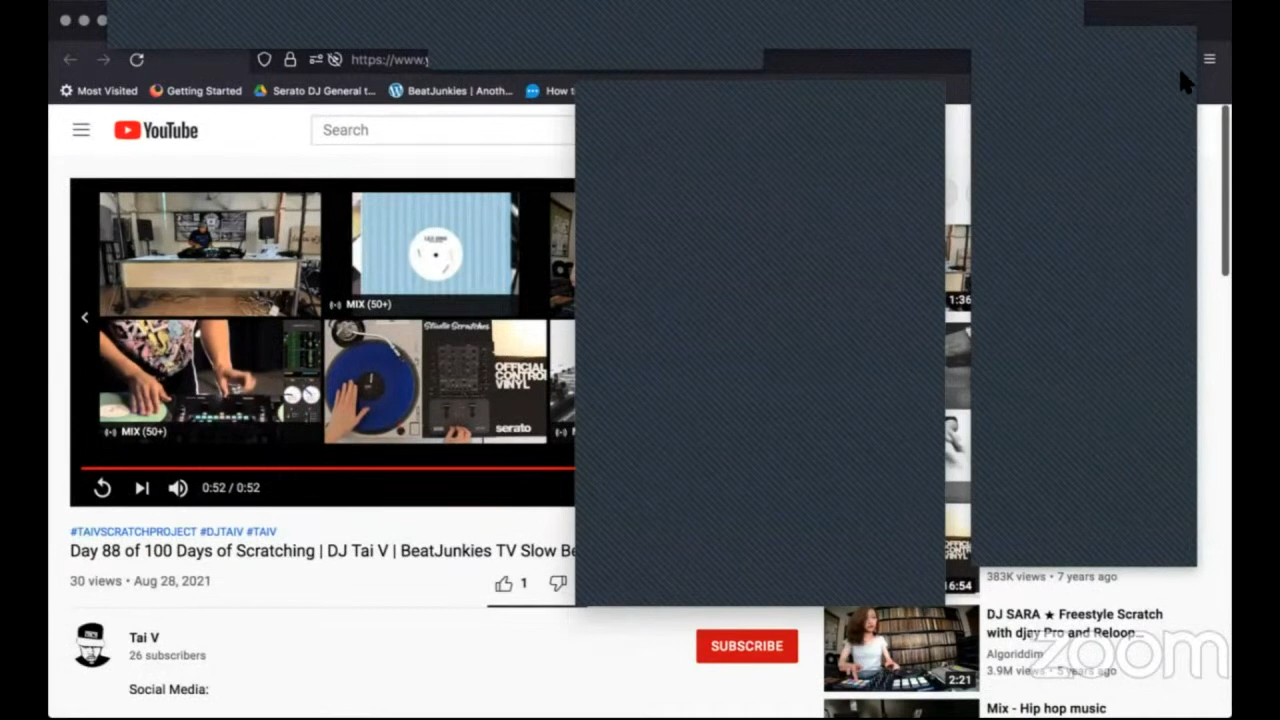 https://www.y
Most Visited
Getting Started
Serato DJ General t...
BeatJunkies | Anoth...
How t
YouTube
Search
MIX (50+)
Studio Scratches
OFFICIAL
CONTROL
VINYL
serato
MIX (50+)
0:52 / 0:52
#TAIVSCRATCHPROJECT #DJTAIV #TAIV
Day 88 of 100 Days of Scratching | DJ Tai V | BeatJunkies TV Slow Be
30 views • Aug 28, 2021
1
Tai V
26 subscribers
SUBSCRIBE
Social Media:
1:36
16:54
383K views • 7 years ago
DJ SARA ★ Freestyle Scratch
with djay Pro and Reloop...
Algoriddim
3.9M views • 5 years ago
2:21
Mix - Hip hop music
zoom